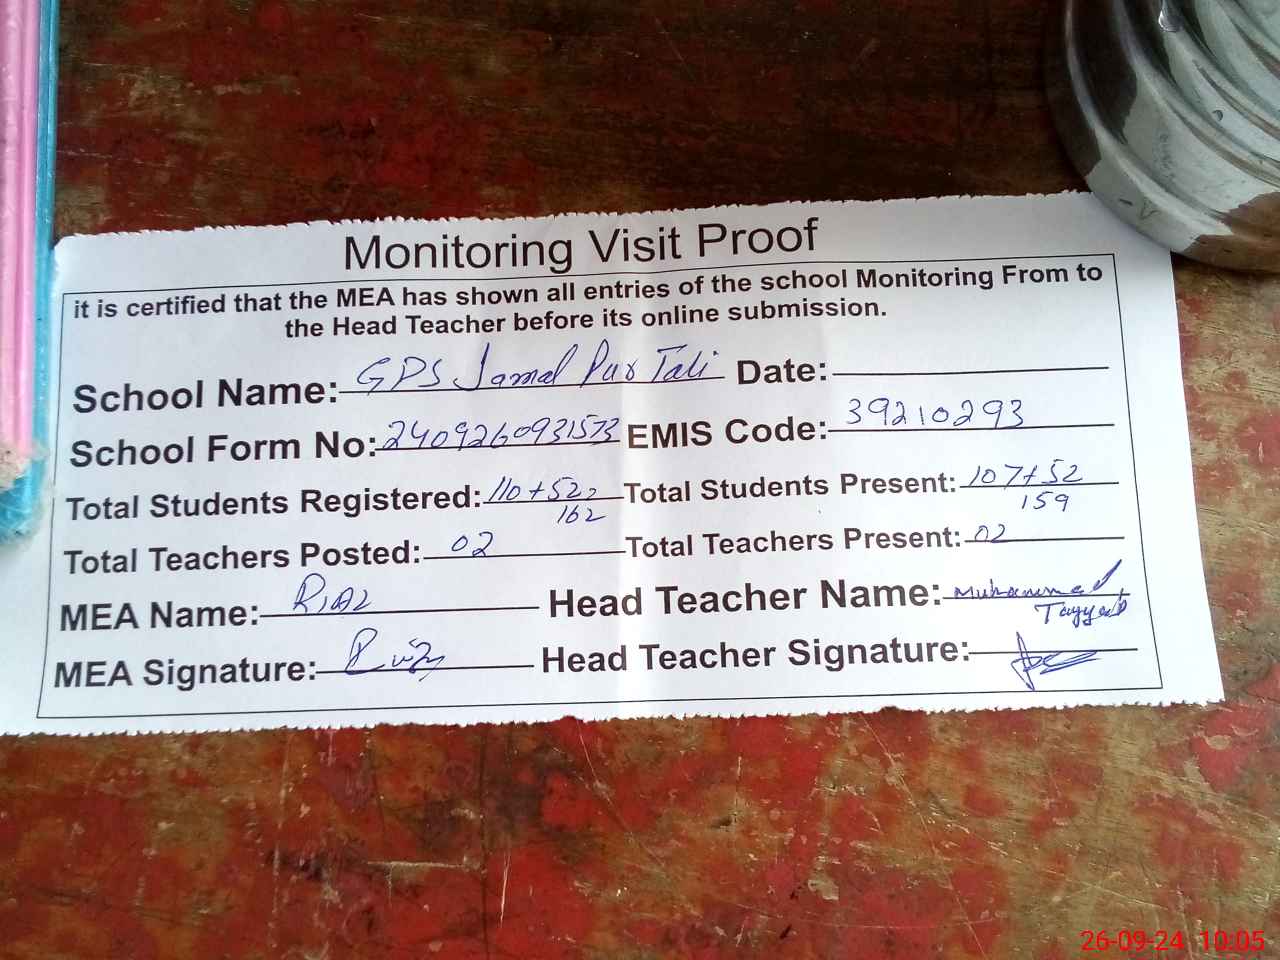 Monitoring Visit Proof
it is certified that the MEA has shown all entries of the school Monitoring From to
the Head Teacher before its online submission.
School Name: GPS Jamal Pur Tali Date:
School Form No: 2409260931573 EMIS Code: 39210293
Total Students Registered: 110+52, Total Students Present: 107+52
162 159
Total Teachers Posted: 02 Total Teachers Present: 02
MEA Name: Riaz Head Teacher Name: Muhammad
Tayyab
MEA Signature: Head Teacher Signature:
26-09-24 10:05